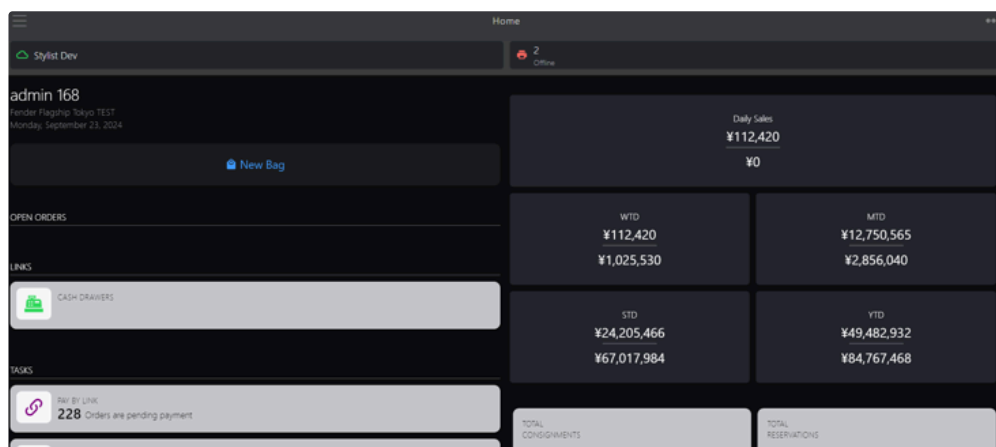 Home
Stylist Dev
2
Offline
admin 168
Fender Flagship Tokyo TEST
Monday, September 23, 2024
New Bag
OPEN ORDERS
LINKS
CASH DRAWERS
TASKS
PAY BY LINK
228 Orders are pending payment
Daily Sales
¥112,420
¥0
WTD
¥112,420
¥1,025,530
MTD
¥12,750,565
¥2,856,040
STD
¥24,205,466
¥67,017,984
YTD
¥49,482,932
¥84,767,468
TOTAL
CONSIGNMENTS
TOTAL
RESERVATIONS